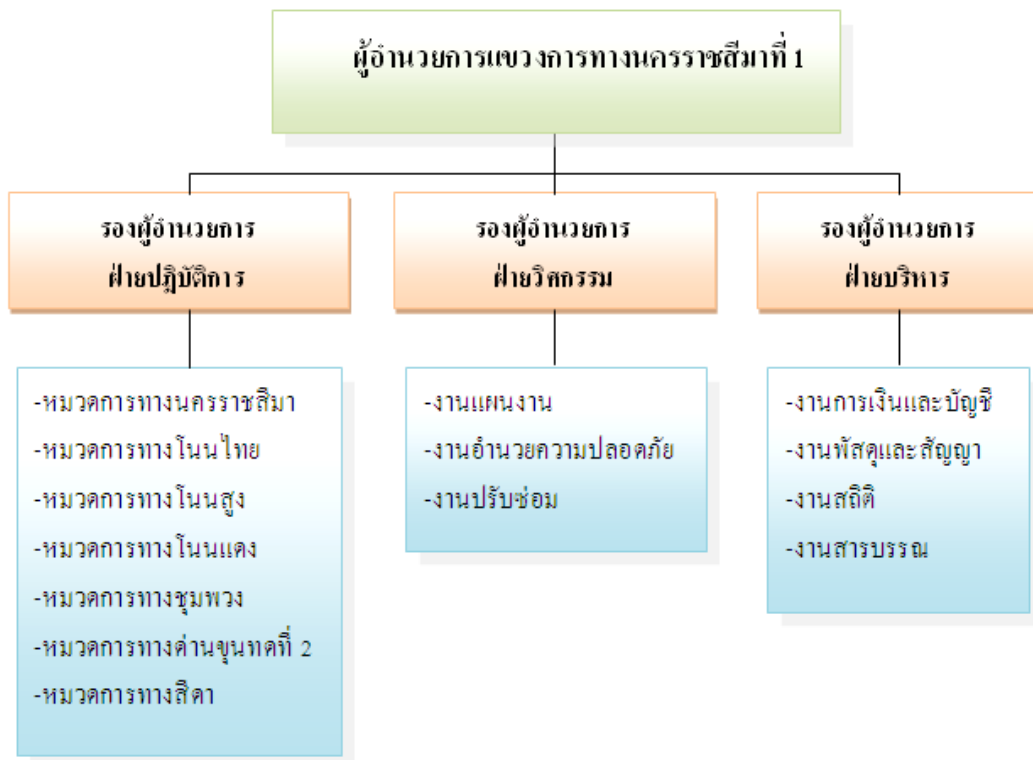 ผู้อำนวยการแขวงการทางนครราชสีมาที่ 1
รองผู้อำนวยการ
ฝ่ายปฏิบัติการ
รองผู้อำนวยการ
ฝ่ายวิศกรรม
รองผู้อำนวยการ
ฝ่ายบริหาร
-หมวดการทางนครราชสีมา
-หมวดการทางโนนไทย
-หมวดการทางโนนสูง
-หมวดการทางโนนแดง
-หมวดการทางชุมพวง
-หมวดการทางด่านขุนทดที่ 2
-หมวดการทางสีดา
-งานแผนงาน
-งานอำนวยความปลอดภัย
-งานปรับซ่อม
-งานการเงินและบัญชี
-งานพัสดุและสัญญา
-งานสถิติ
-งานสารบรรณ